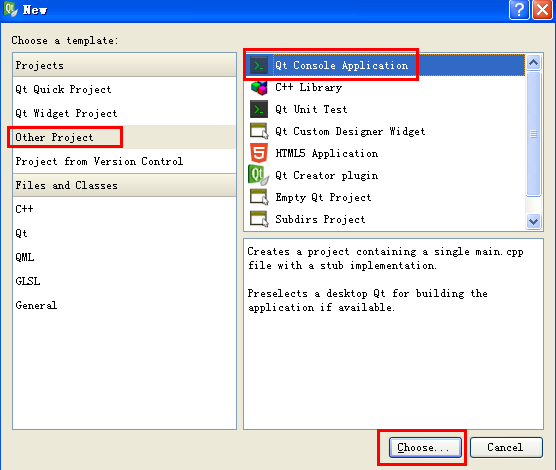 New
Choose a template:
Projects
Qt Quick Project
Qt Widget Project
Other Project
Project from Version Control
Files and Classes
C++
Qt
QML
GLSL
General
Qt Console Application
C++ Library
Qt Unit Test
Qt Custom Designer Widget
HTML5 Application
Qt Creator plugin
Empty Qt Project
Subdirs Project
Creates a project containing a single main.cpp
file with a stub implementation.
Preselects a desktop Qt for building the
application if available.
Choose...
Cancel